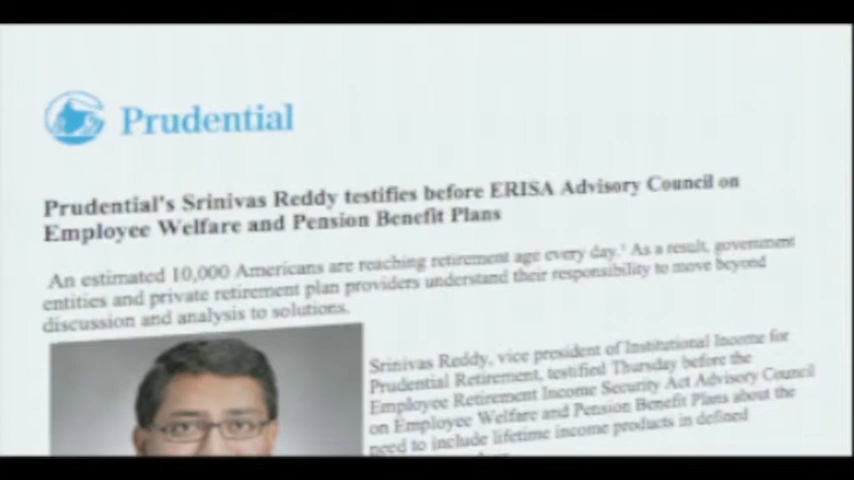 Prudential
Prudential's Srinivas Reddy testifies before ERISA Advisory Council on
Employee Welfare and Pension Benefit Plans
An estimated 10,000 Americans are reaching retirement age every day.¹ As a result, government
entities and private retirement plan providers understand their responsibility to move beyond
discussion and analysis to solutions.
Srinivas Reddy, vice president of Institutional Income for
Prudential Retirement, testified Thursday before the
Employee Retirement Income Security Act Advisory Council
on Employee Welfare and Pension Benefit Plans about the
need to include lifetime income products in defined